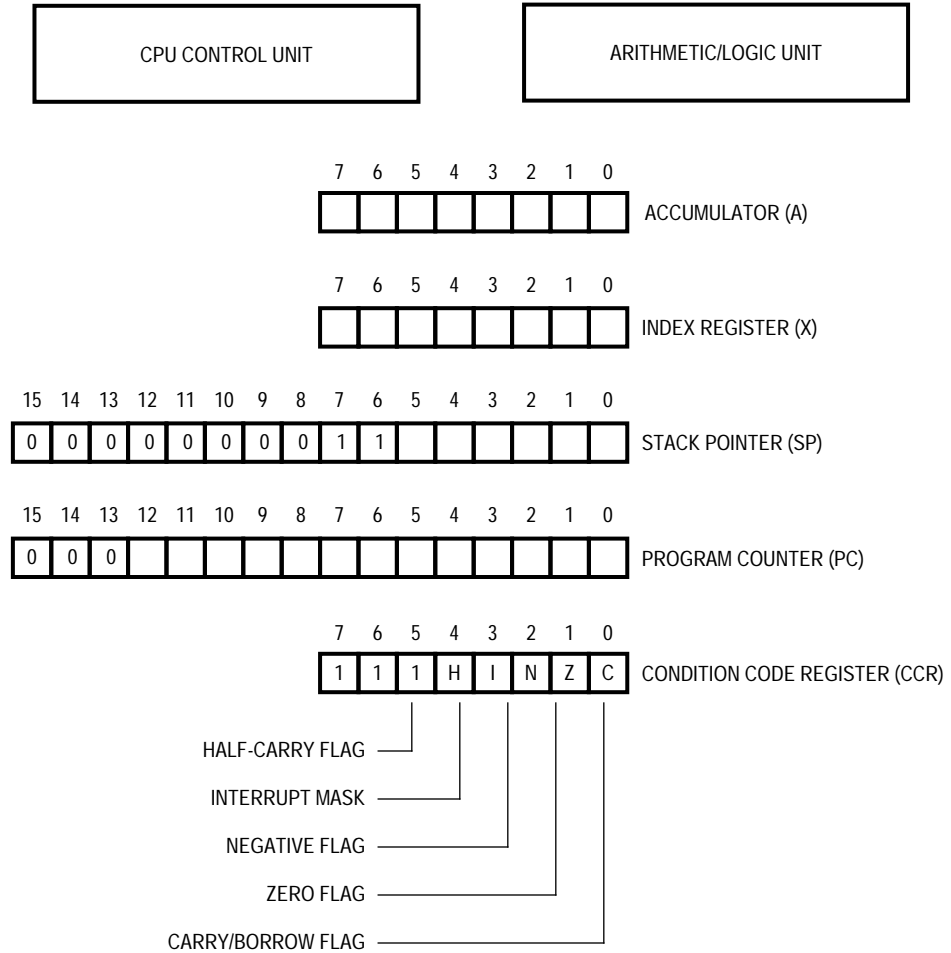 CPU CONTROL UNIT
ARITHMETIC/LOGIC UNIT
7 6 5 4 3 2 1 0
ACCUMULATOR (A)
7 6 5 4 3 2 1 0
INDEX REGISTER (X)
15 14 13 12 11 10 9 8 7 6 5 4 3 2 1 0
0 0 0 0 0 0 0 0 1 1 STACK POINTER (SP)
15 14 13 12 11 10 9 8 7 6 5 4 3 2 1 0
0 0 0 PROGRAM COUNTER (PC)
7 6 5 4 3 2 1 0
1 1 1 H I N Z C CONDITION CODE REGISTER (CCR)
HALF-CARRY FLAG
INTERRUPT MASK
NEGATIVE FLAG
ZERO FLAG
CARRY/BORROW FLAG